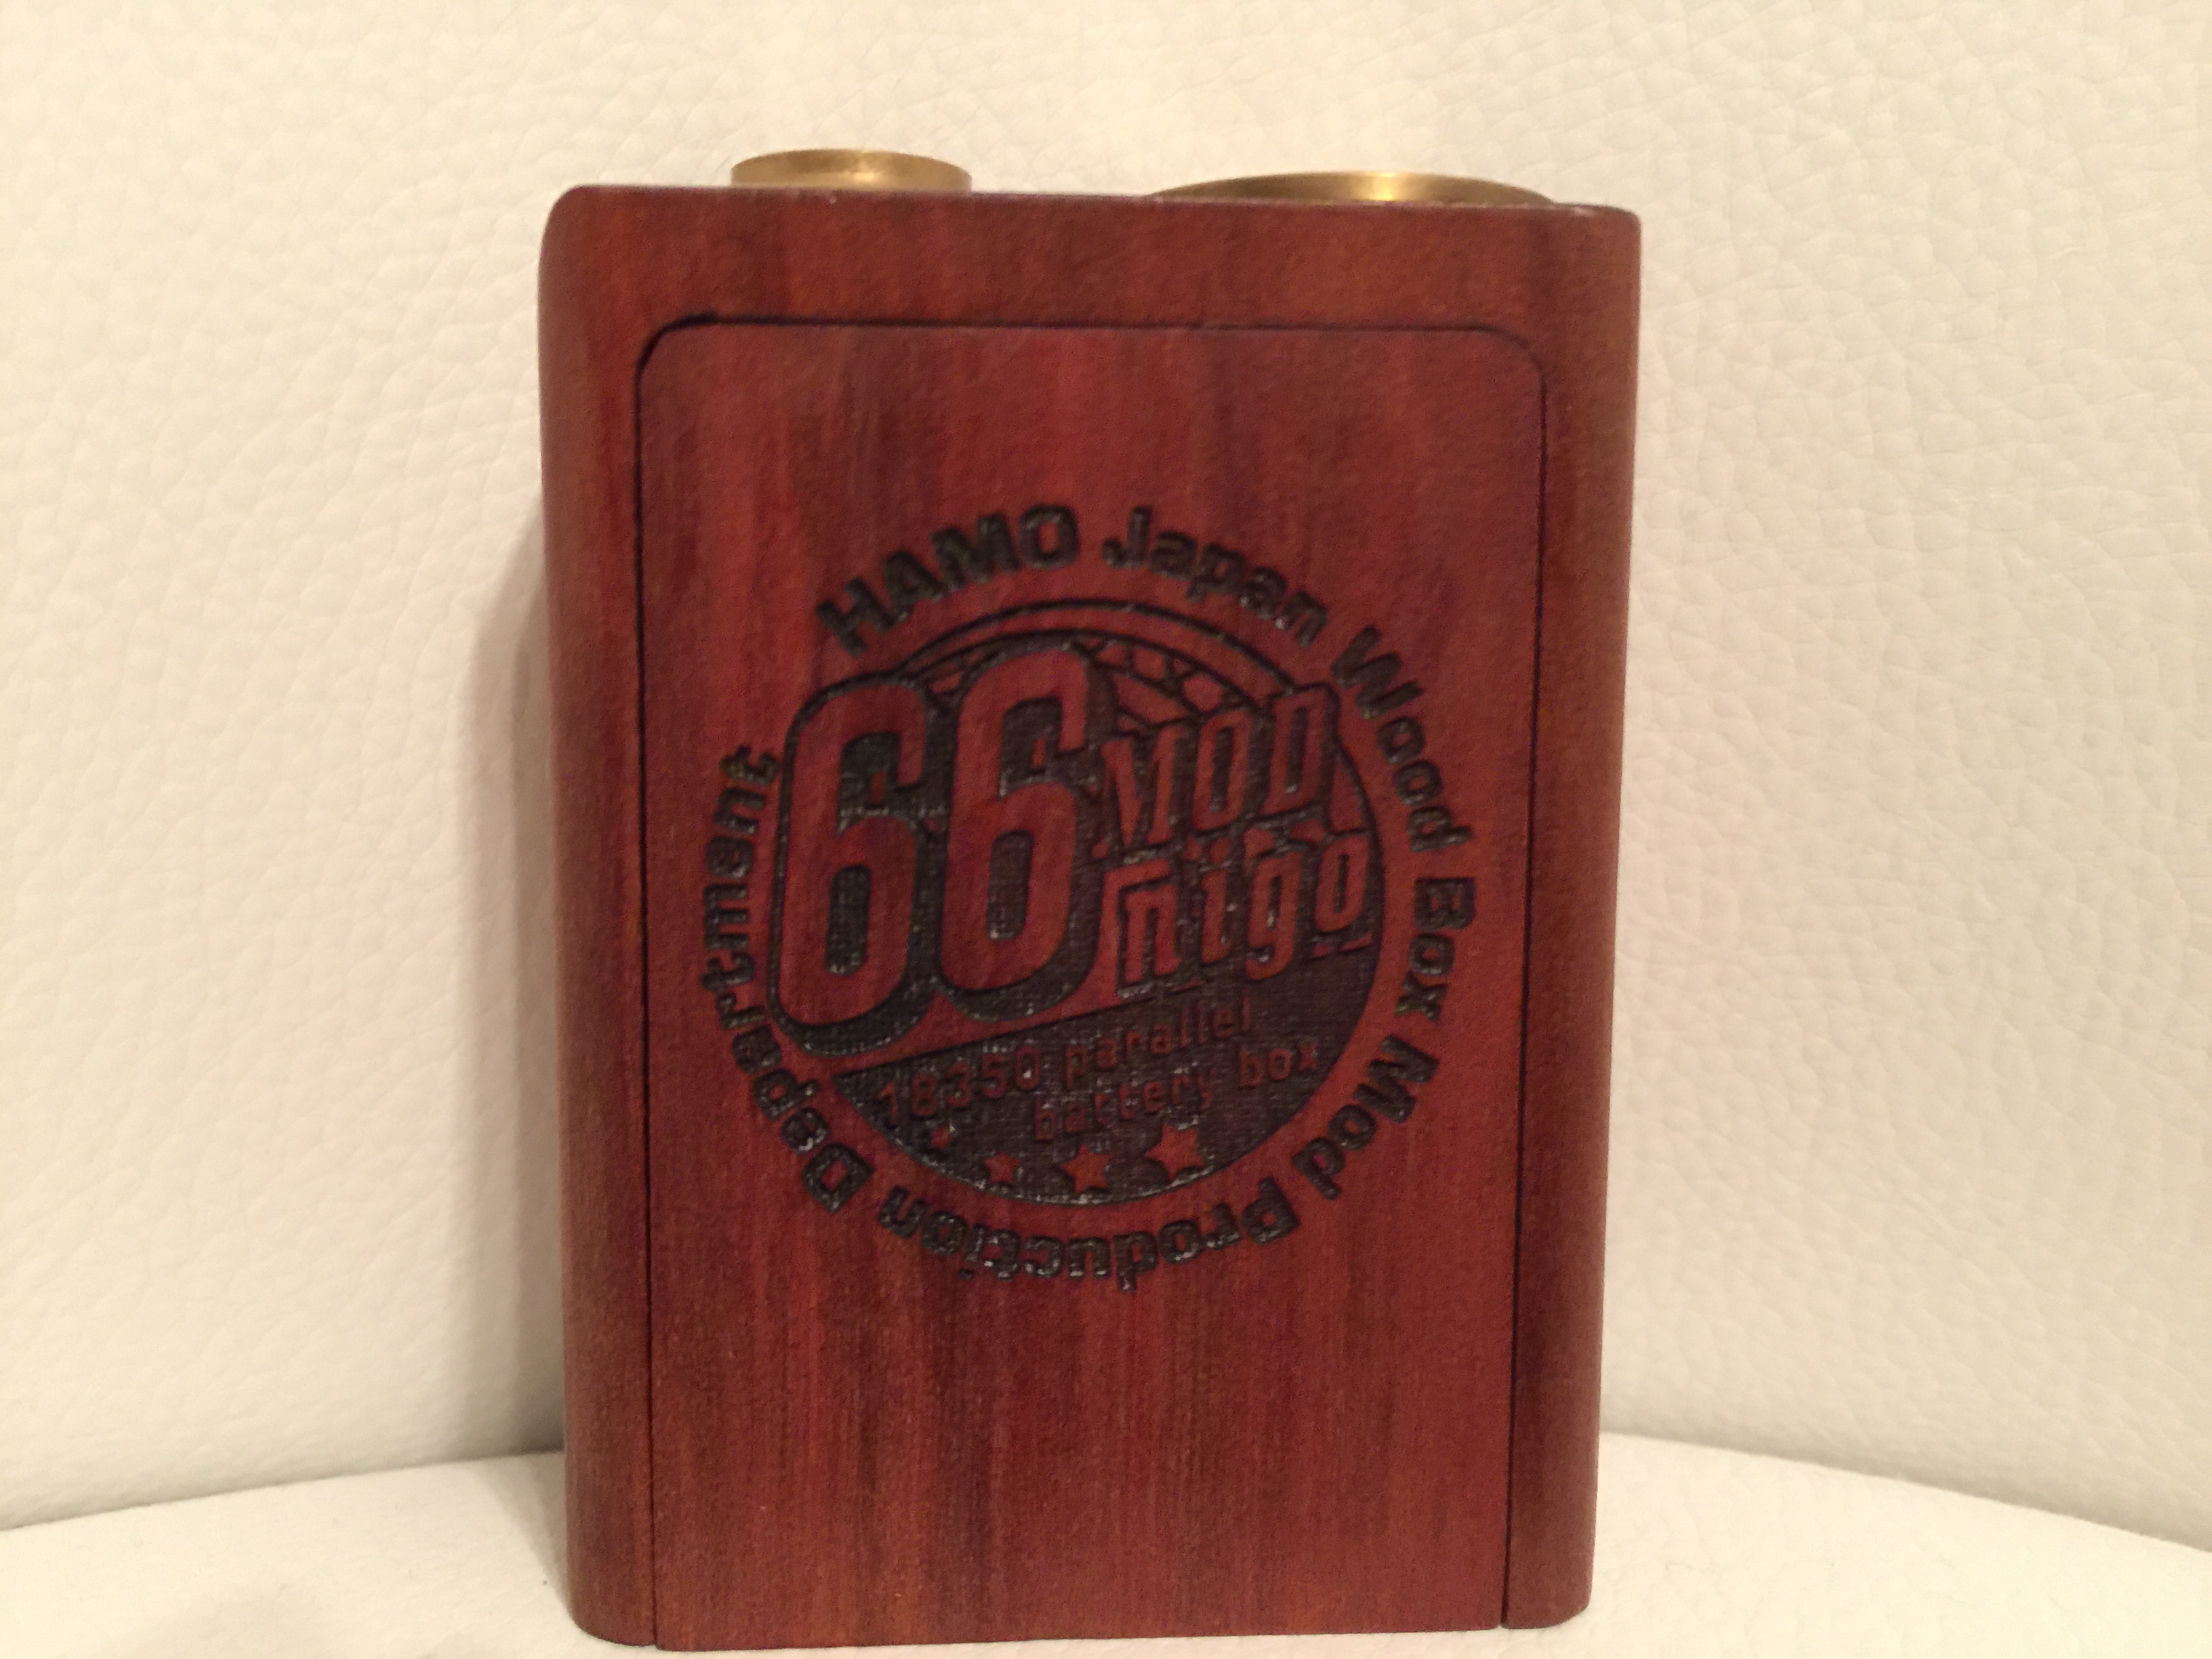 HAMO Japan Wood Box Mod Production Department
66 MOD
nigo
18350 parallel
battery box